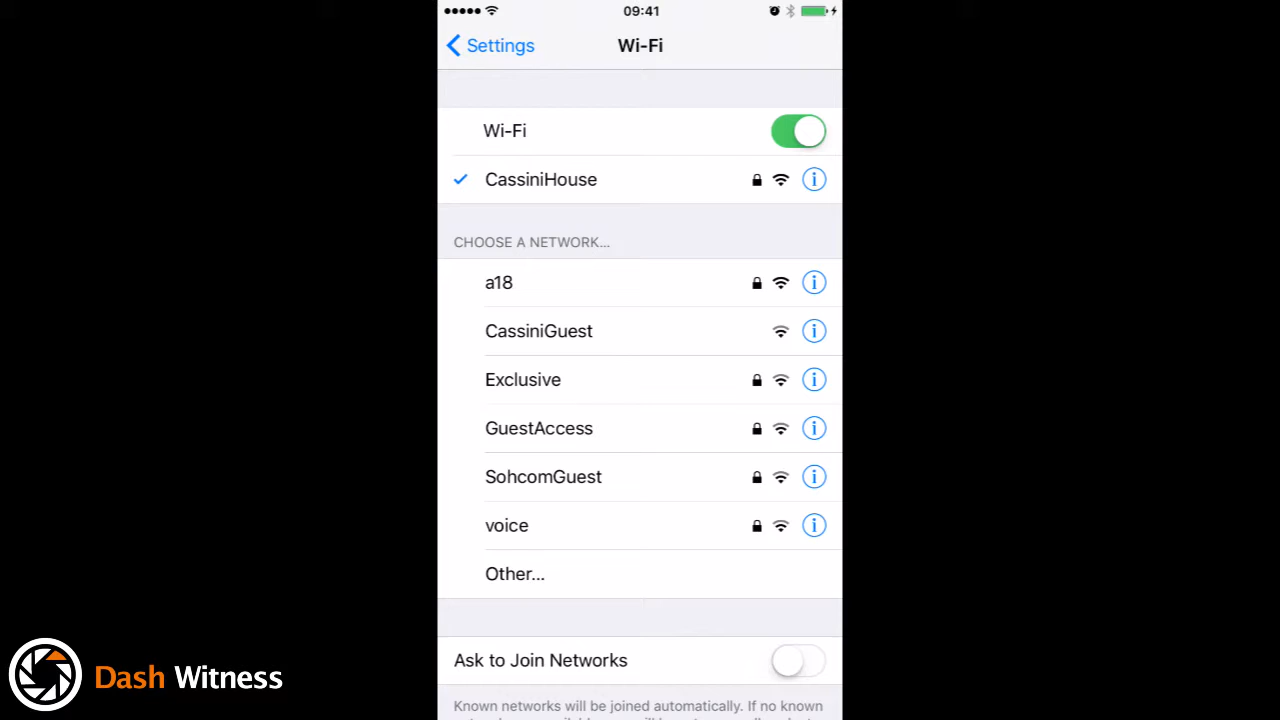 09:41
Settings
Wi-Fi
Wi-Fi
CassiniHouse
CHOOSE A NETWORK...
a18
CassiniGuest
Exclusive
GuestAccess
SohcomGuest
voice
Other...
Ask to Join Networks
Known networks will be joined automatically. If no known
Dash Witness